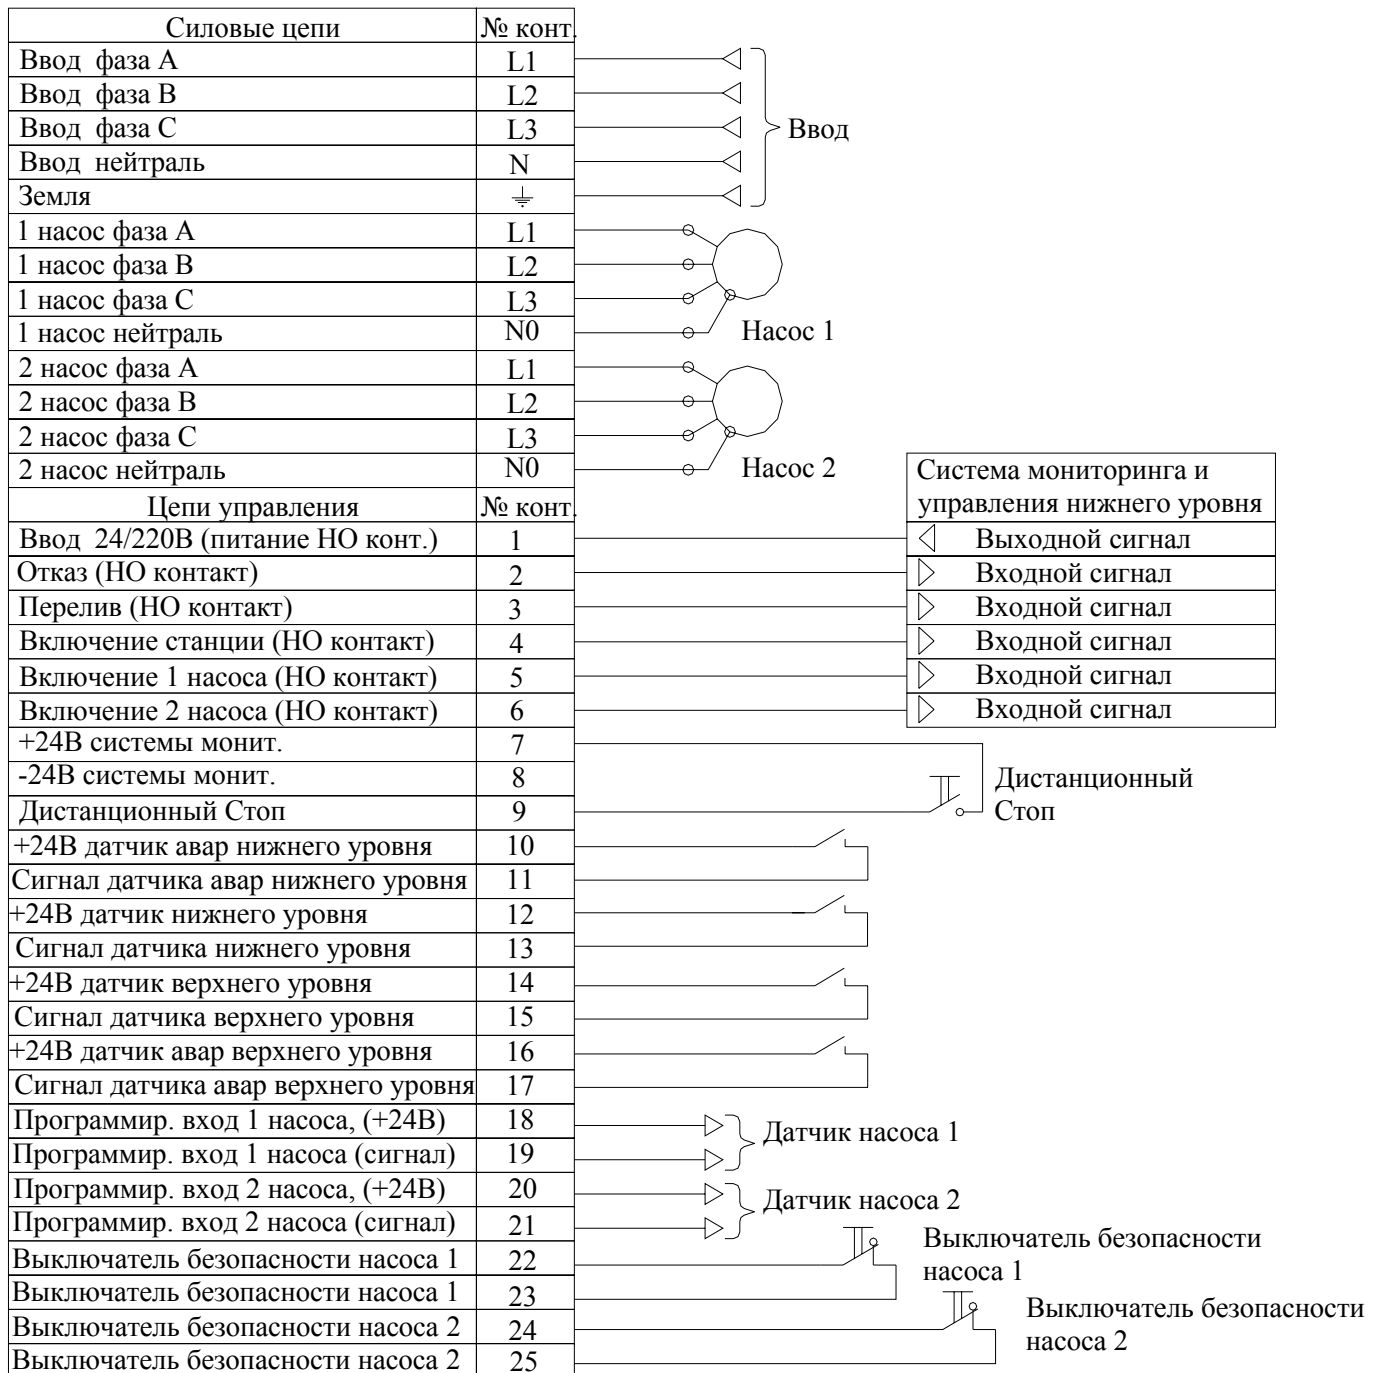 Силовые цепи № конт.
Ввод фаза А L1
Ввод фаза В L2
Ввод фаза С L3
Ввод
Ввод нейтраль N
Земля
1 насос фаза А L1
1 насос фаза В L2
1 насос фаза С L3
1 насос нейтраль N0 Насос 1
2 насос фаза А L1
2 насос фаза В L2
2 насос фаза С L3
2 насос нейтраль N0 Насос 2
Система мониторинга и
управления нижнего уровня
Цепи управления № конт.
Ввод 24/220В (питание НО конт.) 1 Выходной сигнал
Отказ (НО контакт) 2 Входной сигнал
Перелив (НО контакт) 3 Входной сигнал
Включение станции (НО контакт) 4 Входной сигнал
Включение 1 насоса (НО контакт) 5 Входной сигнал
Включение 2 насоса (НО контакт) 6 Входной сигнал
+24В системы монит. 7
-24В системы монит. 8
Дистанционный
Стоп
Дистанционный Стоп 9
+24В датчик авар нижнего уровня 10
Сигнал датчика авар нижнего уровня 11
+24В датчик нижнего уровня 12
Сигнал датчика нижнего уровня 13
+24В датчик верхнего уровня 14
Сигнал датчика верхнего уровня 15
+24В датчик авар верхнего уровня 16
Сигнал датчика авар верхнего уровня 17
Программир. вход 1 насоса, (+24В) 18
Датчик насоса 1
Программир. вход 1 насоса (сигнал) 19
Программир. вход 2 насоса, (+24В) 20
Датчик насоса 2
Программир. вход 2 насоса (сигнал) 21
Выключатель безопасности насоса 1 22
Выключатель безопасности
насоса 1
Выключатель безопасности насоса 1 23
Выключатель безопасности насоса 2 24
Выключатель безопасности
насоса 2
Выключатель безопасности насоса 2 25